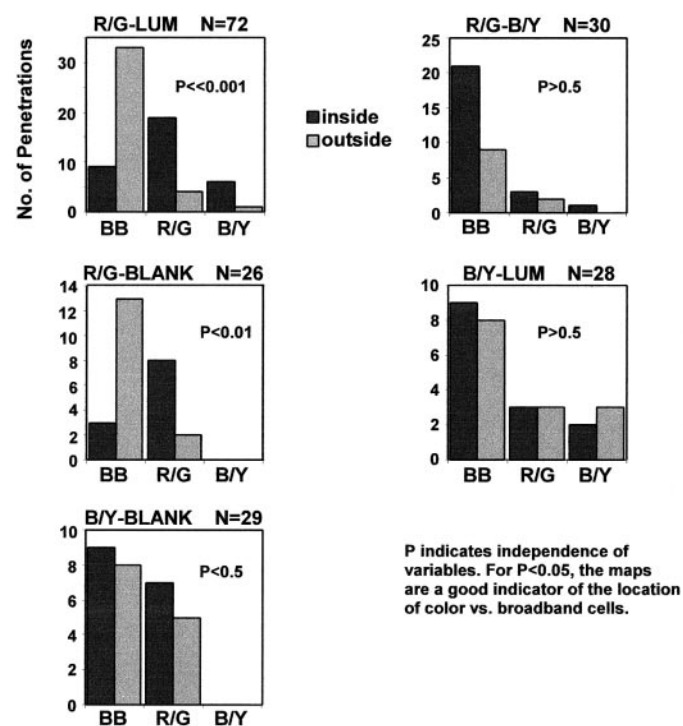 R/G-LUM N=72
No. of Penetrations
30
20
10
0
P<<0.001
BB R/G B/Y
inside
outside
R/G-B/Y N=30
25
20
15
10
5
0
P>0.5
BB R/G B/Y
R/G-BLANK N=26
14
12
10
8
6
4
2
0
P<0.01
BB R/G B/Y
B/Y-LUM N=28
10
8
6
4
2
0
P>0.5
BB R/G B/Y
B/Y-BLANK N=29
10
8
6
4
2
0
P<0.5
BB R/G B/Y
P indicates independence of
variables. For P<0.05, the maps
are a good indicator of the location
of color vs. broadband cells.